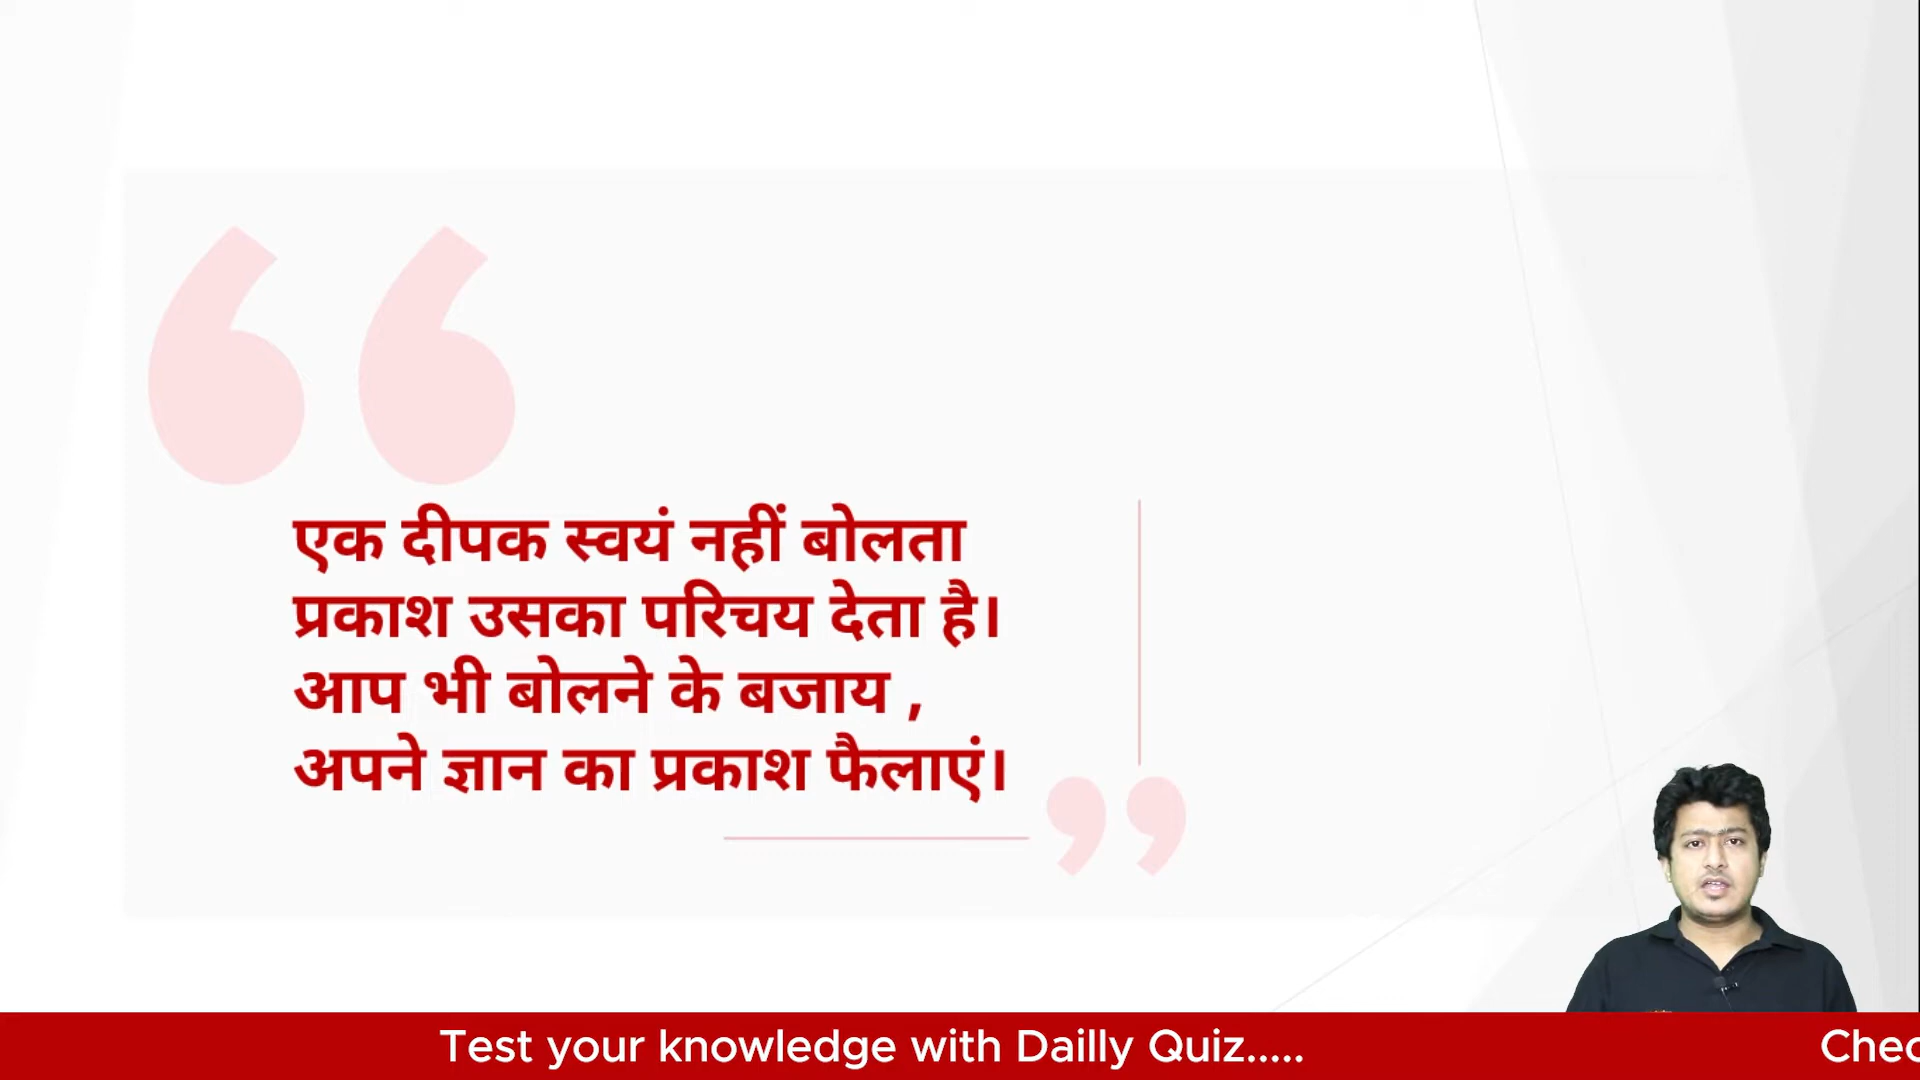 एक दीपक स्वयं नहीं बोलता
प्रकाश उसका परिचय देता है।
आप भी बोलने के बजाय ,
अपने ज्ञान का प्रकाश फैलाएं।
Test your knowledge with Dailly Quiz.....